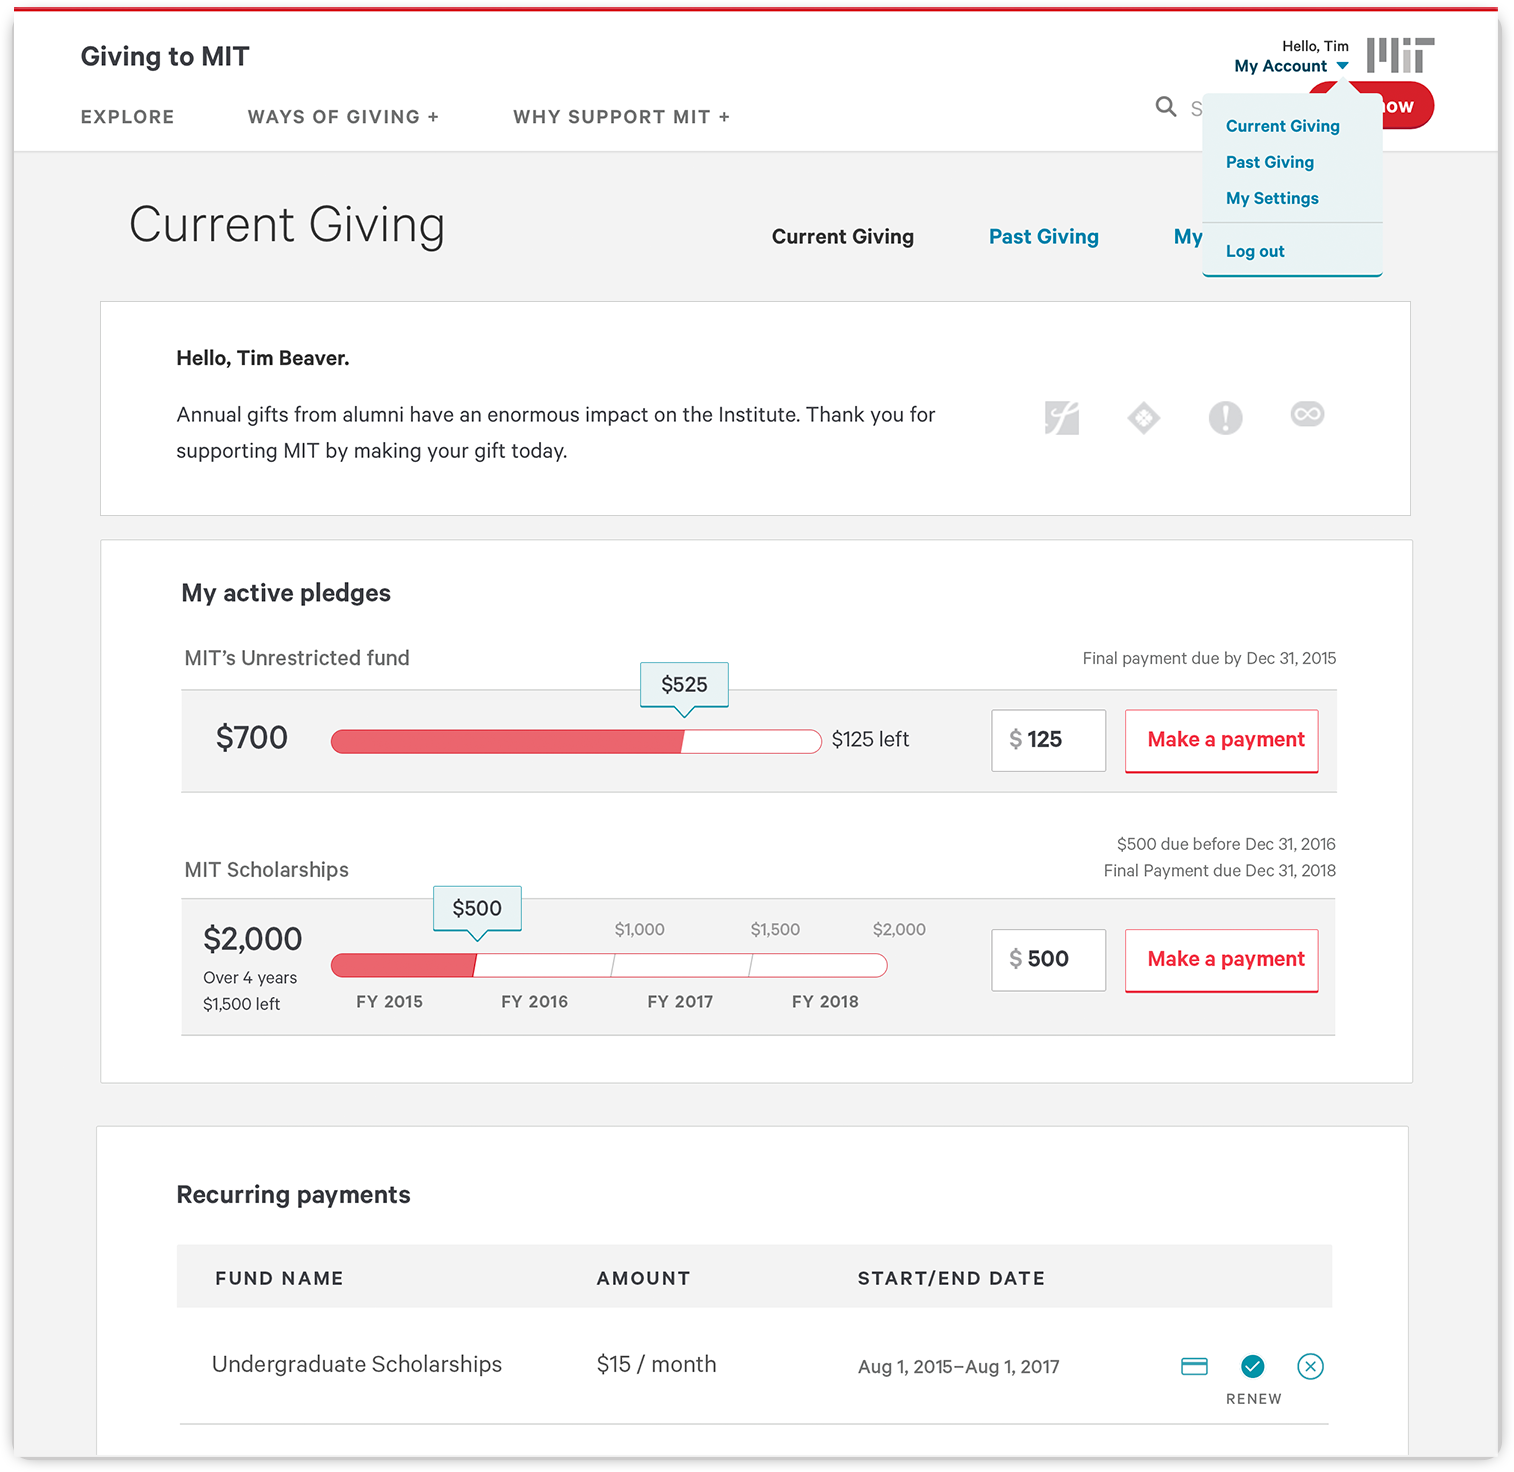 Giving to MIT
Hello, Tim
My Account
MIT
EXPLORE
WAYS OF GIVING +
WHY SUPPORT MIT +
S
ow
Current Giving
Past Giving
My Settings
Log out
Current Giving
Current Giving
Past Giving
My
Hello, Tim Beaver.
Annual gifts from alumni have an enormous impact on the Institute. Thank you for
supporting MIT by making your gift today.
My active pledges
MIT’s Unrestricted fund
Final payment due by Dec 31, 2015
$525
$700
$125 left
$ 125
Make a payment
$500 due before Dec 31, 2016
MIT Scholarships
Final Payment due Dec 31, 2018
$500
$1,000
$1,500
$2,000
$2,000
Over 4 years
$1,500 left
FY 2015
FY 2016
FY 2017
FY 2018
$ 500
Make a payment
Recurring payments
FUND NAME
AMOUNT
START/END DATE
Undergraduate Scholarships
$15 / month
Aug 1, 2015–Aug 1, 2017
RENEW